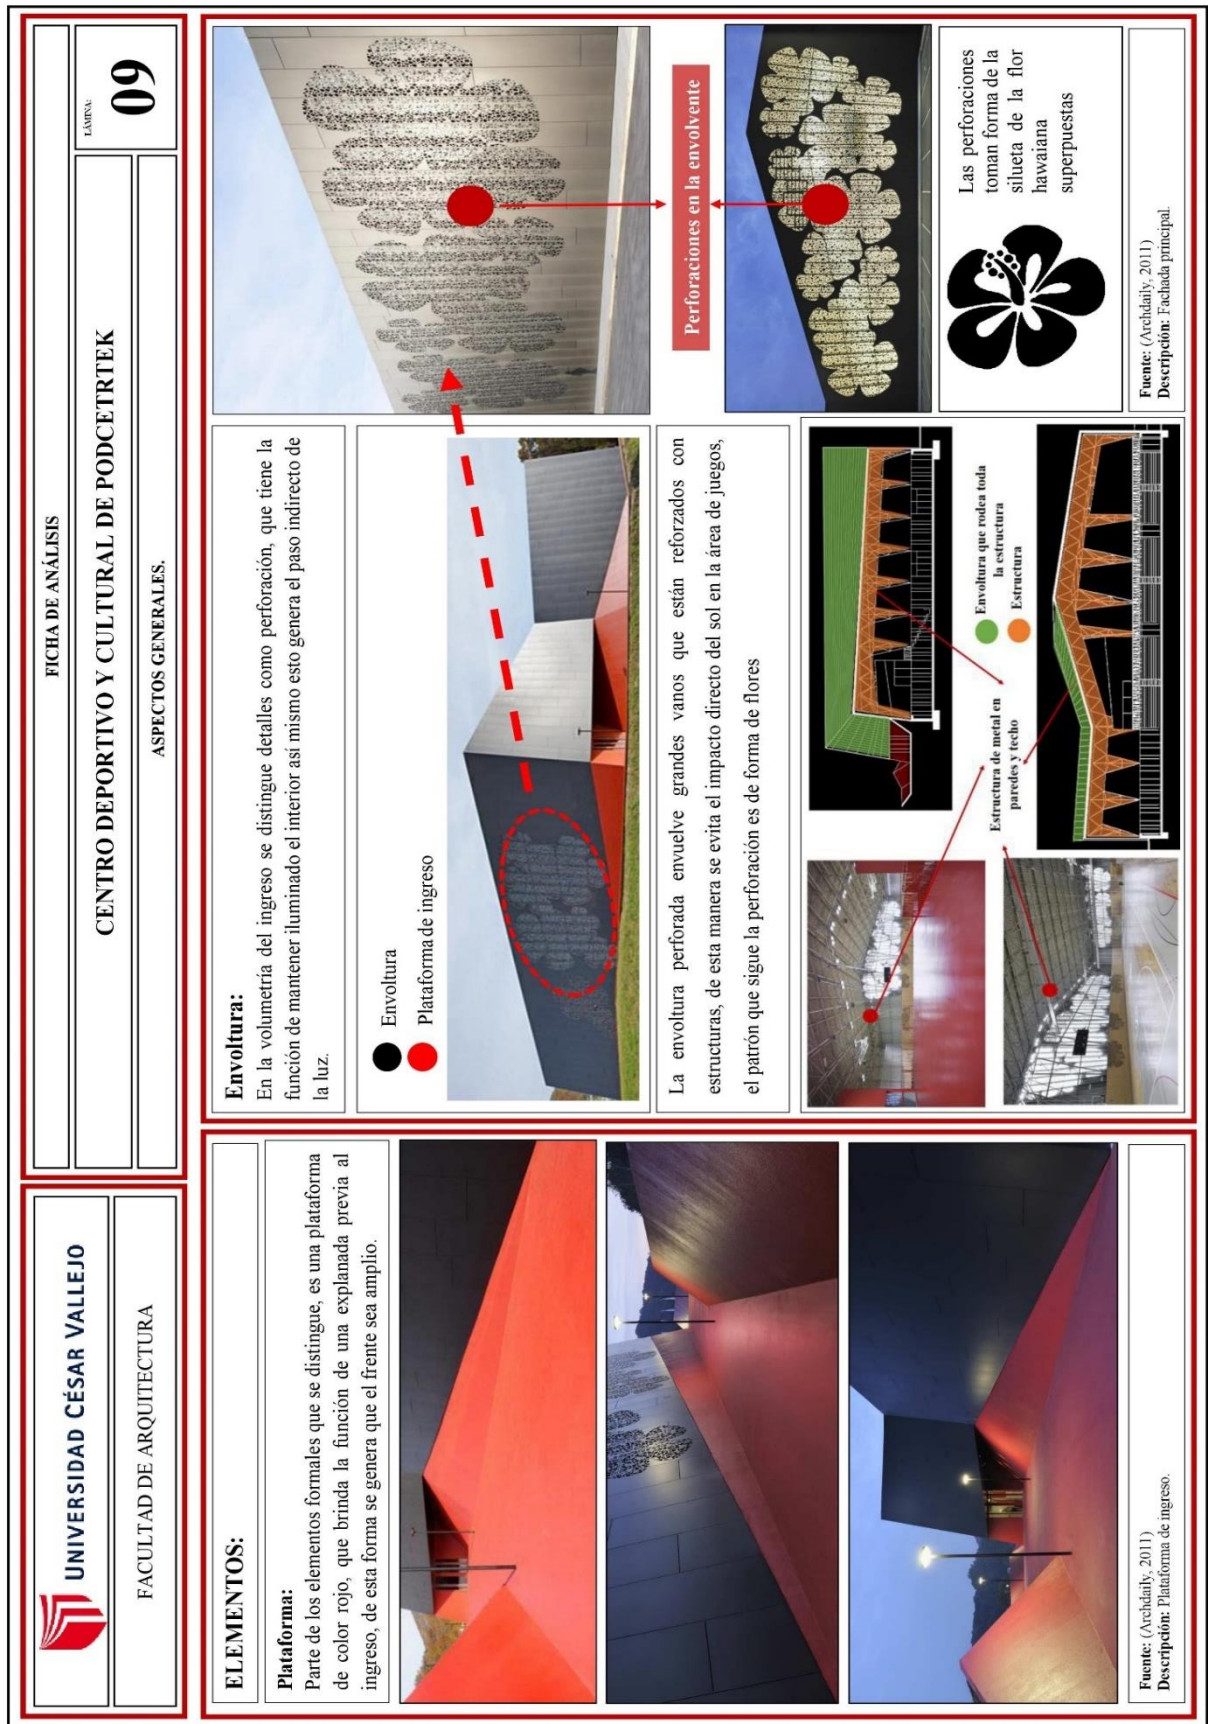 UNIVERSIDAD CÉSAR VALLEJO
FACULTAD DE ARQUITECTURA
FICHA DE ANÁLISIS
CENTRO DEPORTIVO Y CULTURAL DE PODCETRTEK
ASPECTOS GENERALES.
LÁMINA:
09
ELEMENTOS:
Plataforma:
Parte de los elementos formales que se distingue, es una plataforma
de color rojo, que brinda la función de una explanada previa al
ingreso, de esta forma se genera que el frente sea amplio.
Fuente: (Archdaily, 2011)
Descripción: Plataforma de ingreso.
Envoltura:
En la volumetría del ingreso se distingue detalles como perforación, que tiene la
función de mantener iluminado el interior así mismo esto genera el paso indirecto de
la luz.
Envoltura
Plataforma de ingreso
La envoltura perforada envuelve grandes vanos que están reforzados con
estructuras, de esta manera se evita el impacto directo del sol en la área de juegos,
el patrón que sigue la perforación es de forma de flores
Estructura de metal en
paredes y techo
Envoltura que rodea toda
la estructura
Estructura
Perforaciones en la envolvente
Las perforaciones
toman forma de la
silueta de la flor
hawaiana
superpuestas
Fuente: (Archdaily, 2011)
Descripción: Fachada principal.